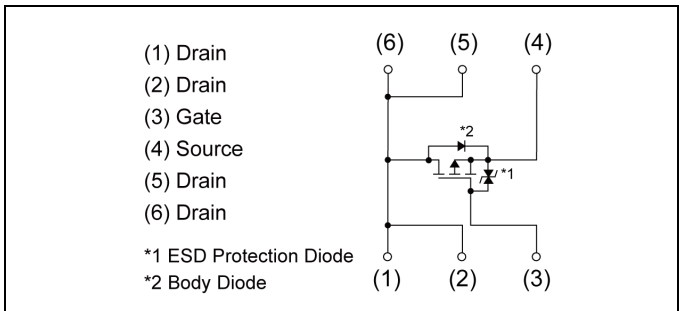 (1) Drain
(2) Drain
(3) Gate
(4) Source
(5) Drain
(6) Drain
*1 ESD Protection Diode
*2 Body Diode
(6) (5) (4)
*2
*1
(1) (2) (3)